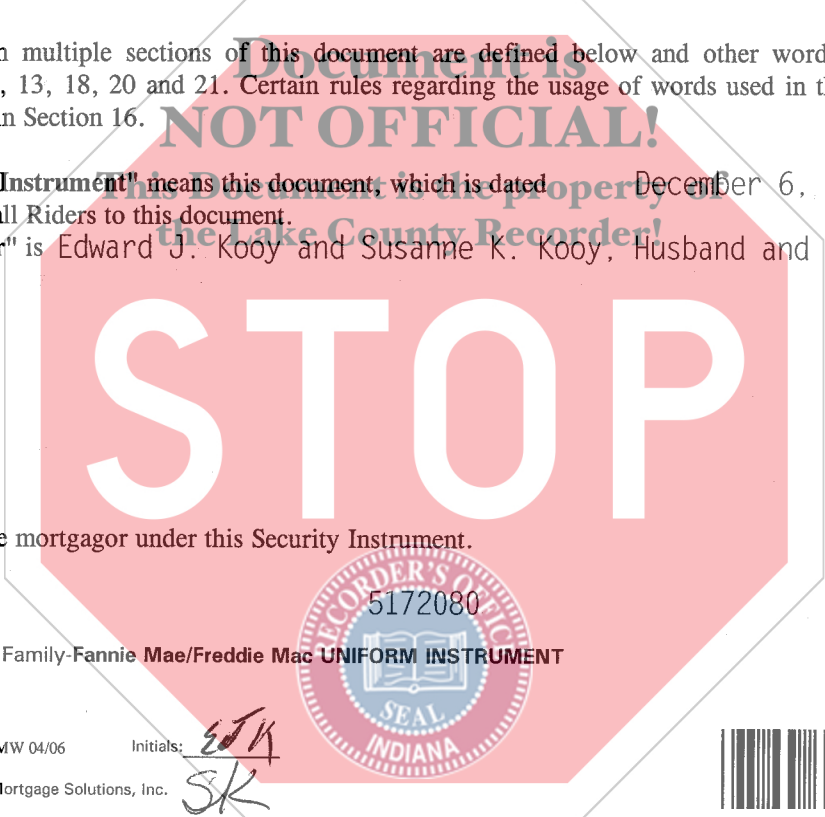 n multiple sections of this document are defined below and other word
, 13, 18, 20 and 21. Certain rules regarding the usage of words used in th
in Section 16.
Document is
NOT OFFICIAL!
This Document is the property of
the Lake County Recorder!
Instrument" means this document, which is dated December 6,
all Riders to this document.
r" is Edward J. Kooy and Susanne K. Kooy, Husband and
STOP
e mortgagor under this Security Instrument.
RECORDER'S OFFICE
SEAL
INDIANA
5172080
Family-Fannie Mae/Freddie Mac UNIFORM INSTRUMENT
MW 04/06 Initials: EJK
Mortgage Solutions, Inc. SK